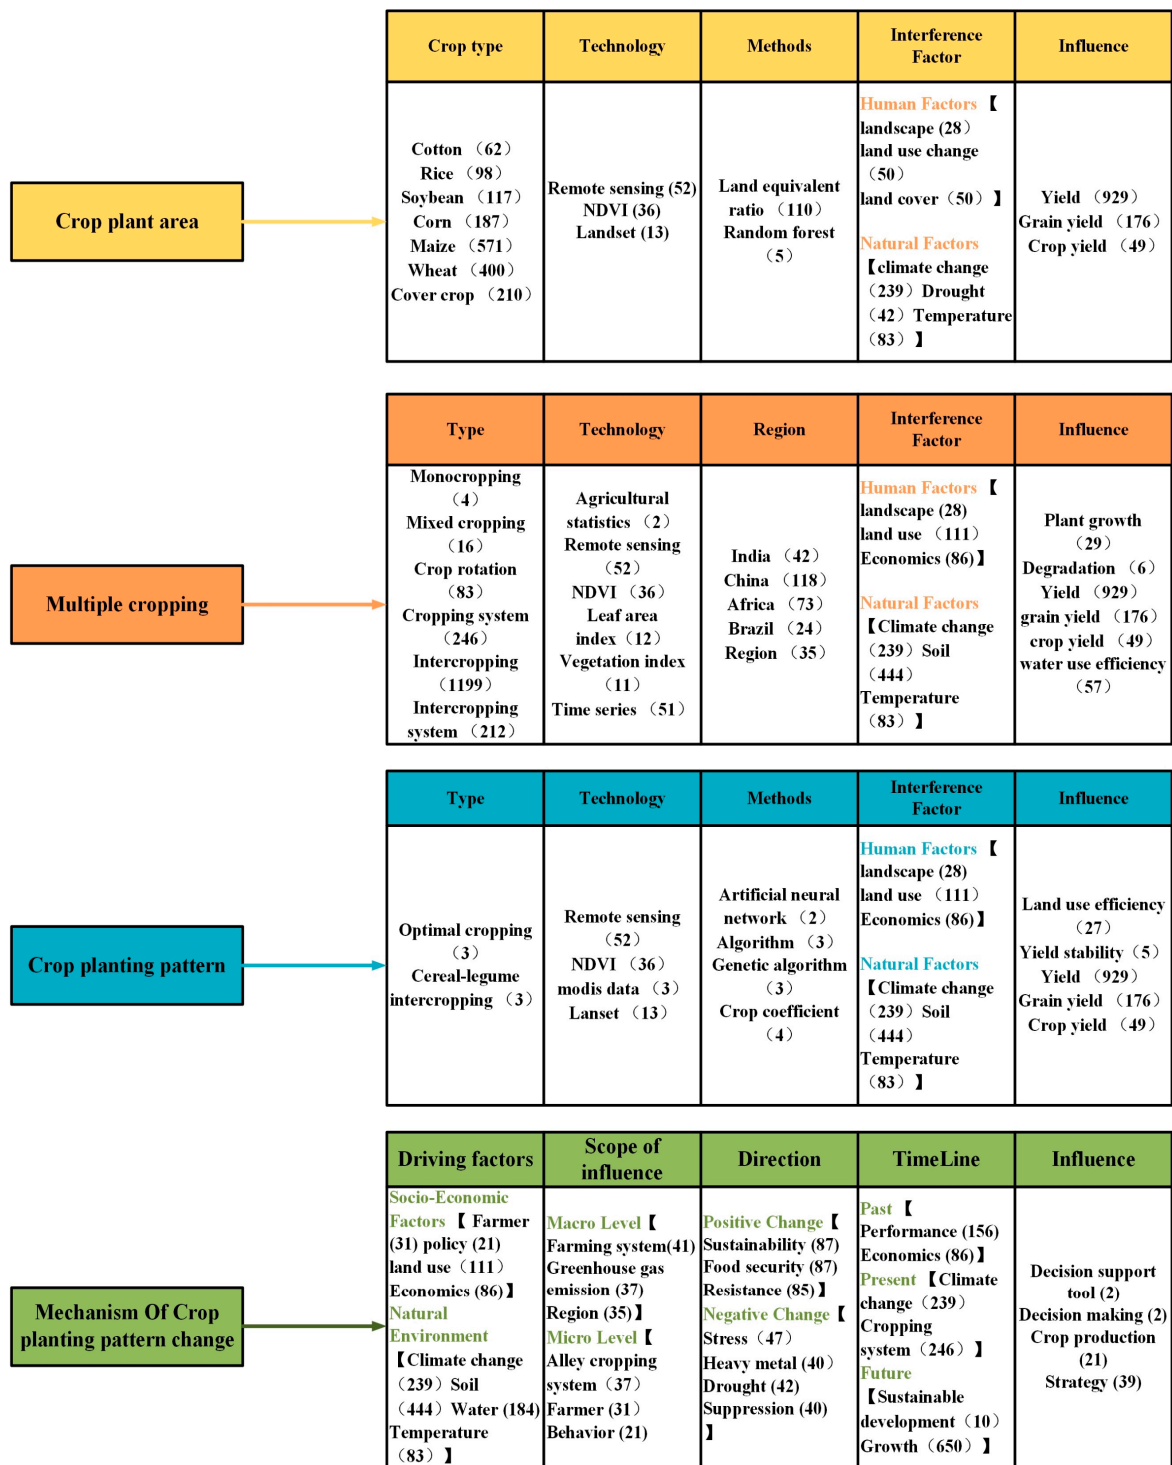 Crop type
Technology
Methods
Interference
Factor
Influence
Crop plant area
Cotton （62）
Rice （98）
Soybean （117）
Corn （187）
Maize （571）
Wheat （400）
Cover crop （210）
Remote sensing (52)
NDVI (36)
Landset (13)
Land equivalent
ratio （110）
Random forest
（5）
Human Factors 【
landscape (28）
land use change
（50）
land cover（50）】
Natural Factors
【climate change
（239）Drought
（42）Temperature
（83）】
Yield （929）
Grain yield （176）
Crop yield （49）
Type
Technology
Region
Interference
Factor
Influence
Multiple cropping
Monocropping
（4）
Mixed cropping
（16）
Crop rotation
（83）
Cropping system
（246）
Intercropping
（1199）
Intercropping
system （212）
Agricultural
statistics （2）
Remote sensing
（52）
NDVI （36）
Leaf area
index（12）
Vegetation index
（11）
Time series （51）
India （42）
China （118）
Africa （73）
Brazil （24）
Region （35）
Human Factors 【
landscape (28)
land use （111）
Economics (86)】
Natural Factors
【Climate change
（239）Soil
（444）
Temperature
（83）】
Plant growth
（29）
Degradation （6）
Yield （929）
grain yield （176）
crop yield （49）
water use efficiency
（57）
Type
Technology
Methods
Interference
Factor
Influence
Crop planting pattern
Optimal cropping
（3）
Cereal-legume
intercropping （3）
Remote sensing
（52）
NDVI （36）
modis data （3）
Lanset （13）
Artificial neural
network （2）
Algorithm （3）
Genetic algorithm
（3）
Crop coefficient
（4）
Human Factors 【
landscape (28)
land use （111）
Economics (86)】
Natural Factors
【Climate change
（239）Soil
（444）
Temperature
（83）】
Land use efficiency
（27）
Yield stability（5）
Yield （929）
Grain yield （176）
Crop yield （49）
Driving factors
Scope of
influence
Direction
TimeLine
Influence
Mechanism Of Crop
planting pattern change
Socio-Economic
Factors 【 Farmer
(31) policy (21)
land use（111）
Economics (86)】
Natural
Environment
【Climate change
（239）Soil
（444）Water (184)
Temperature
（83）】
Macro Level【
Farming system(41)
Greenhouse gas
emission (37)
Region (35)】
Micro Level【
Alley cropping
system (37)
Farmer (31)
Behavior (21)
Positive Change【
Sustainability (87)
Food security (87)
Resistance (85)】
Negative Change【
Stress（47）
Heavy metal (40)
Drought (42)
Suppression (40)
】
Past【
Performance (156)
Economics (86)】
Present【Climate
change（239）
Cropping
system（246）】
Future
【Sustainable
development（10）
Growth（650）】
Decision support
tool (2)
Decision making (2)
Crop production
(21)
Strategy (39)